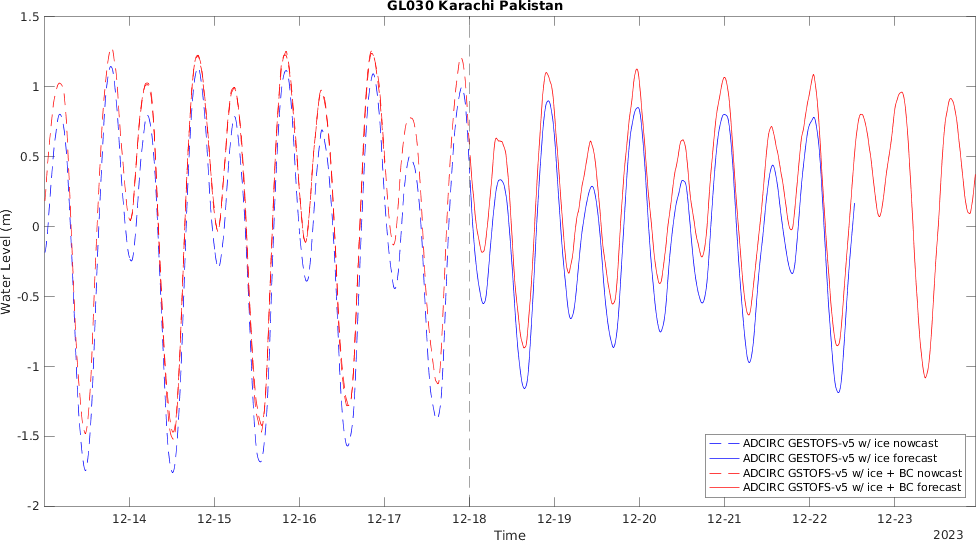 GL030 Karachi Pakistan
1.5
1
0.5
0
-0.5
-1
-1.5
-2
Water Level (m)
12-14
12-15
12-16
12-17
12-18
12-19
12-20
12-21
12-22
12-23
Time
2023
ADCIRC GESTOFS-v5 w/ ice nowcast
ADCIRC GESTOFS-v5 w/ ice forecast
ADCIRC GSTOFS-v5 w/ ice + BC nowcast
ADCIRC GSTOFS-v5 w/ ice + BC forecast